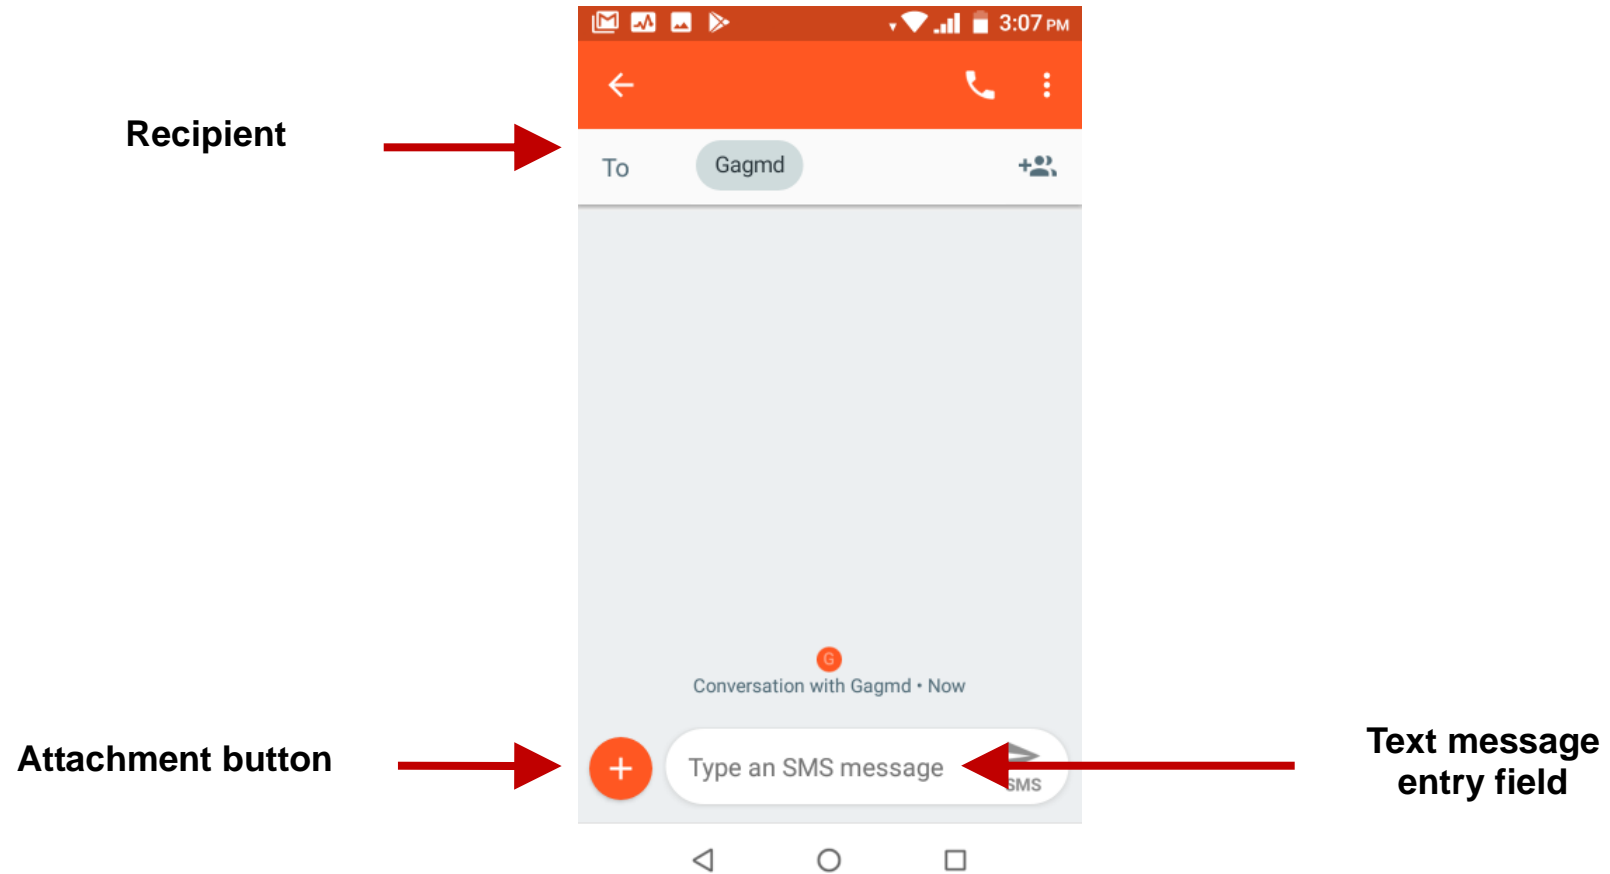 3:07 PM
Recipient
To
Gagmd
G
Conversation with Gagmd • Now
Attachment button
Type an SMS message
SMS
Text message
entry field